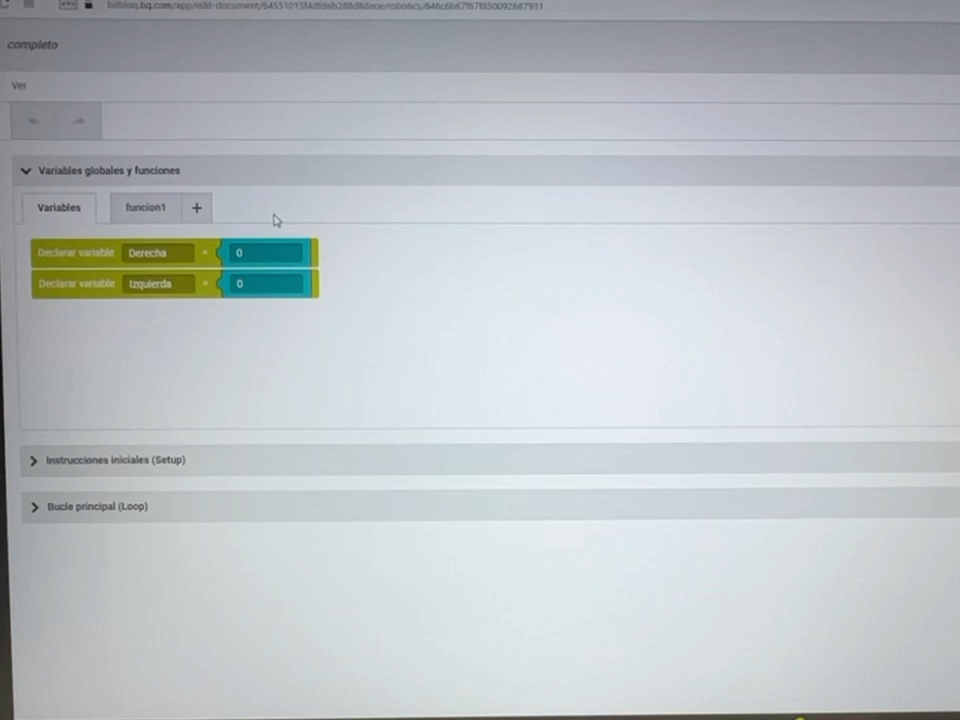 completo
Ver
Variables globales y funciones
Variables funcion1 +
Declarar variable Derecha = 0
Declarar variable Izquierda = 0
Instrucciones iniciales (Setup)
Bucle principal (Loop)